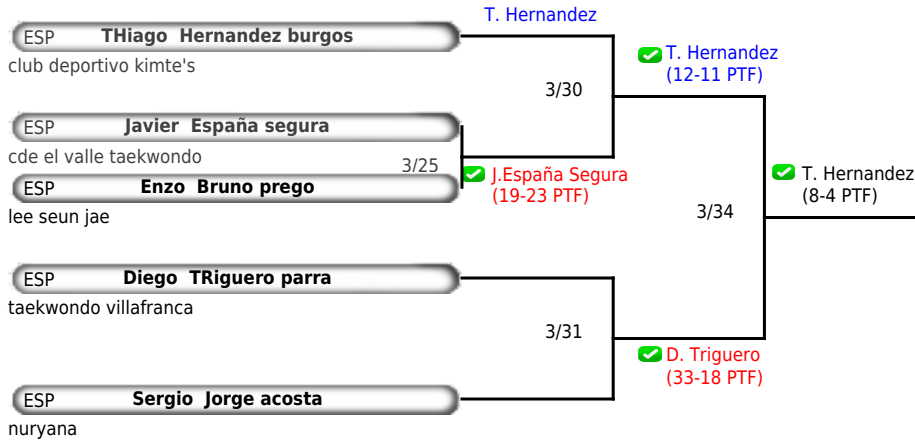 T. Hernandez
ESP THiago Hernandez burgos
club deportivo kimte's
T. Hernandez
(12-11 PTF)
3/30
ESP Javier España segura
cde el valle taekwondo
3/25
J.España Segura
(19-23 PTF)
ESP Enzo Bruno prego
lee seun jae
T. Hernandez
(8-4 PTF)
3/34
ESP Diego TRiguero parra
taekwondo villafranca
3/31
D. Triguero
(33-18 PTF)
ESP Sergio Jorge acosta
nuryana